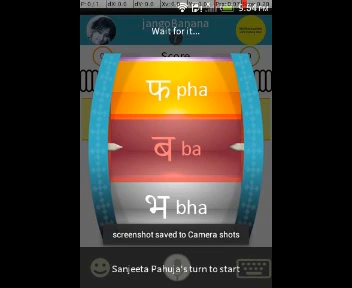 jangoBanana
Wait for it...
Score
फ pha
ब ba
भ bha
screenshot saved to Camera shots
Sanjeeta Pahuja's turn to start